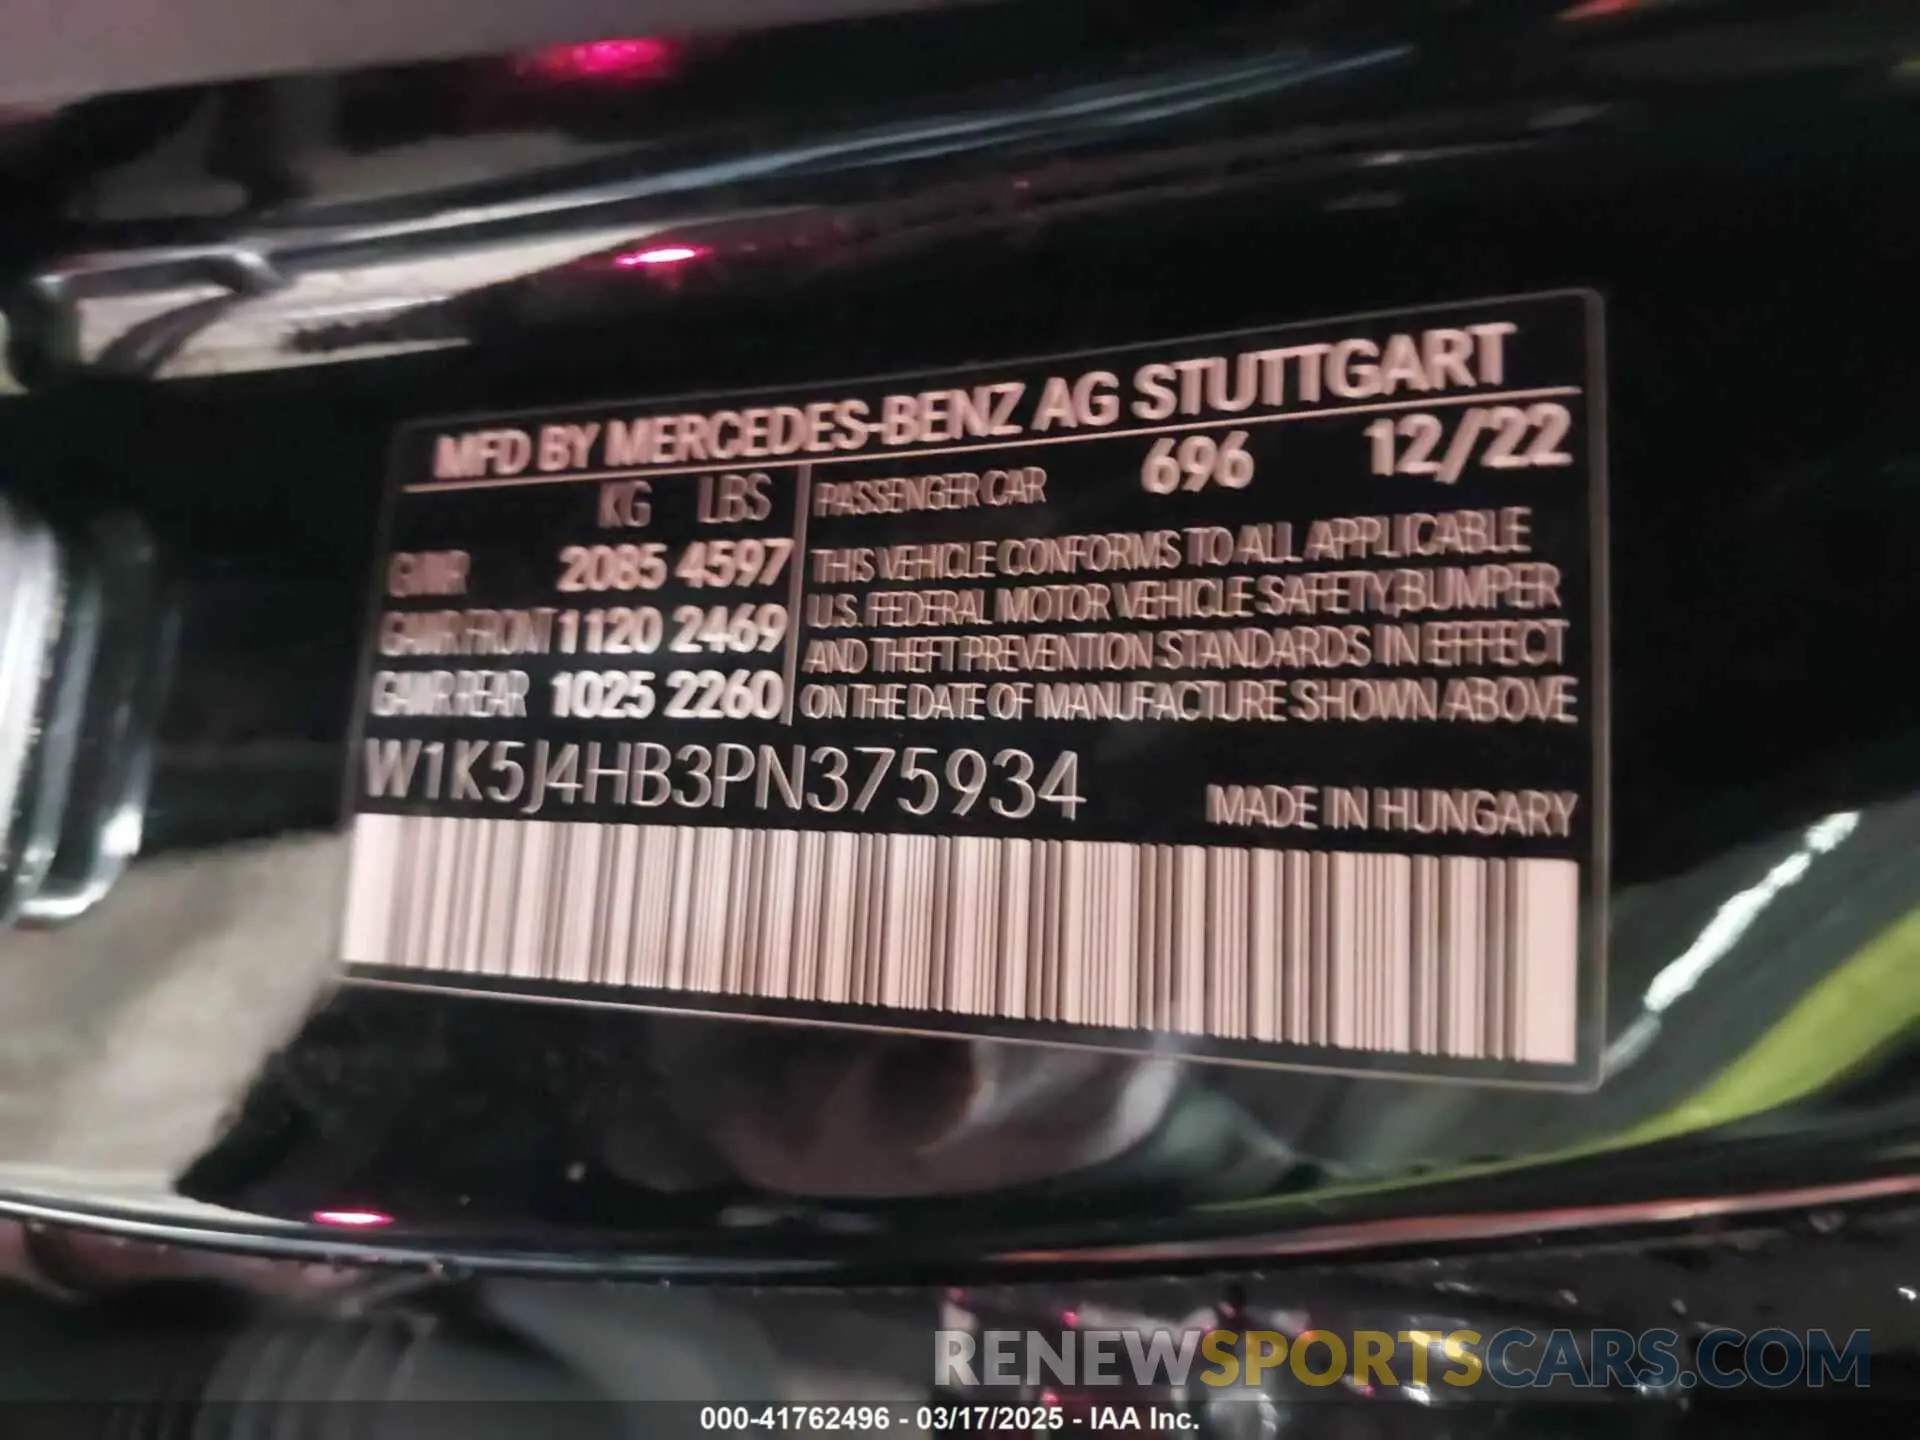 MFD BY MERCEDES-BENZ AG STUTTGART
KG LBS
GVWR 2085 4597
GAWR FRONT 1120 2469
GAWR REAR 1025 2260
PASSENGER CAR 696 12/22
THIS VEHICLE CONFORMS TO ALL APPLICABLE
U.S. FEDERAL MOTOR VEHICLE SAFETY,BUMPER
AND THEFT PREVENTION STANDARDS IN EFFECT
ON THE DATE OF MANUFACTURE SHOWN ABOVE
W1K5J4HB3PN375934
MADE IN HUNGARY
RENEWSPORTSCARS.COM
000-41762496 - 03/17/2025 - IAA Inc.